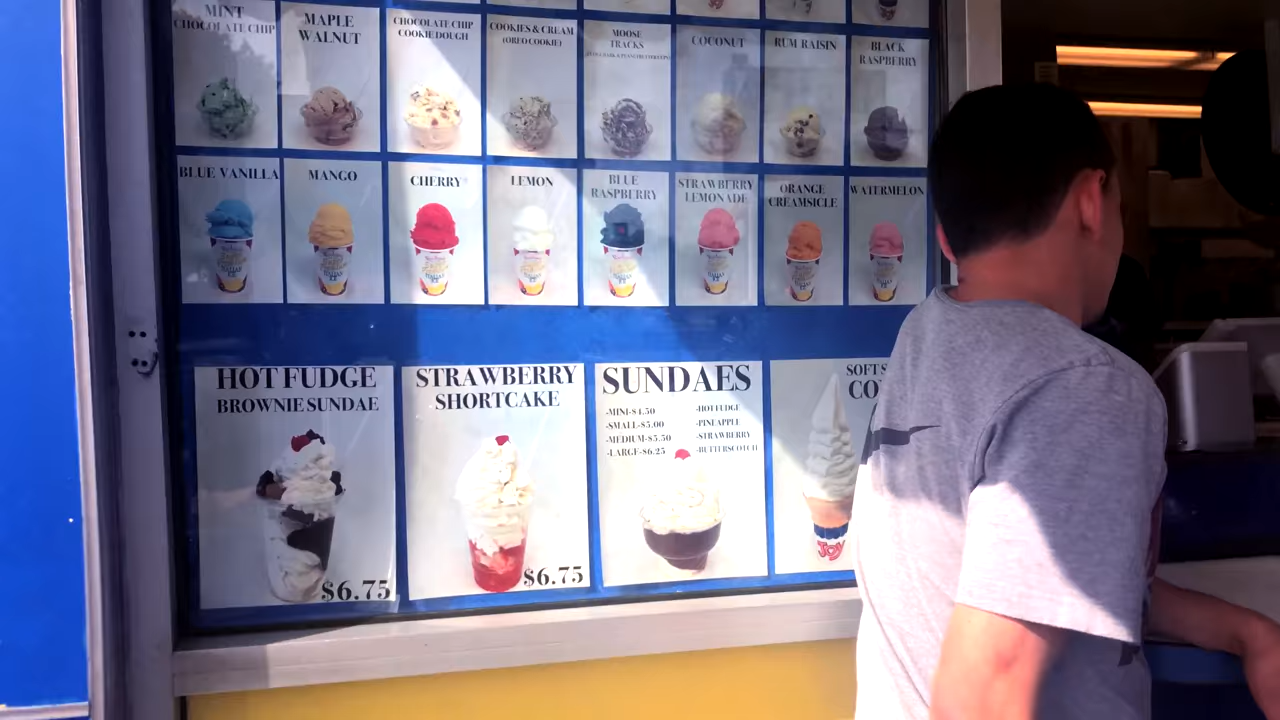 MINT
CHOCOLATE CHIP
MAPLE
WALNUT
CHOCOLATE CHIP
COOKIE DOUGH
COOKIES & CREAM
(OREO COOKIE)
MOOSE
TRACKS
COCONUT
RUM RAISIN
BLACK
RASPBERRY
BLUE VANILLA
MANGO
CHERRY
LEMON
BLUE
RASPBERRY
STRAWBERRY
LEMONADE
ORANGE
CREAMSICLE
WATERMELON
HOT FUDGE
BROWNIE SUNDAE
$6.75
STRAWBERRY
SHORTCAKE
$6.75
SUNDAES
-MINI-$4.50
-SMALL-$5.00
-MEDIUM-$5.50
-LARGE-$6.25
-HOT FUDGE
-PINEAPPLE
-STRAWBERRY
-BUTTERSCOTCH
SOFT S
CO
JOY